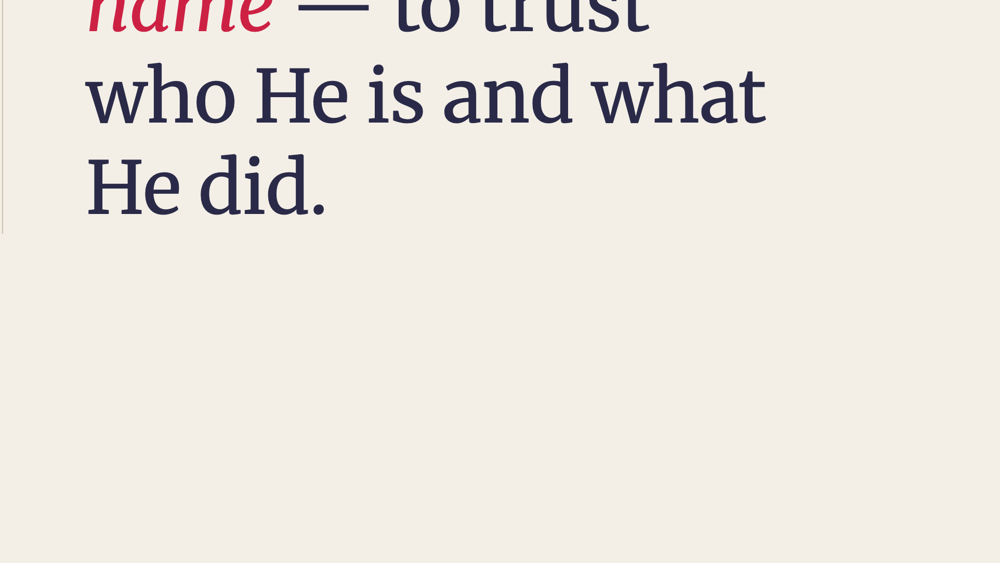 name — to trust
who He is and what
He did.